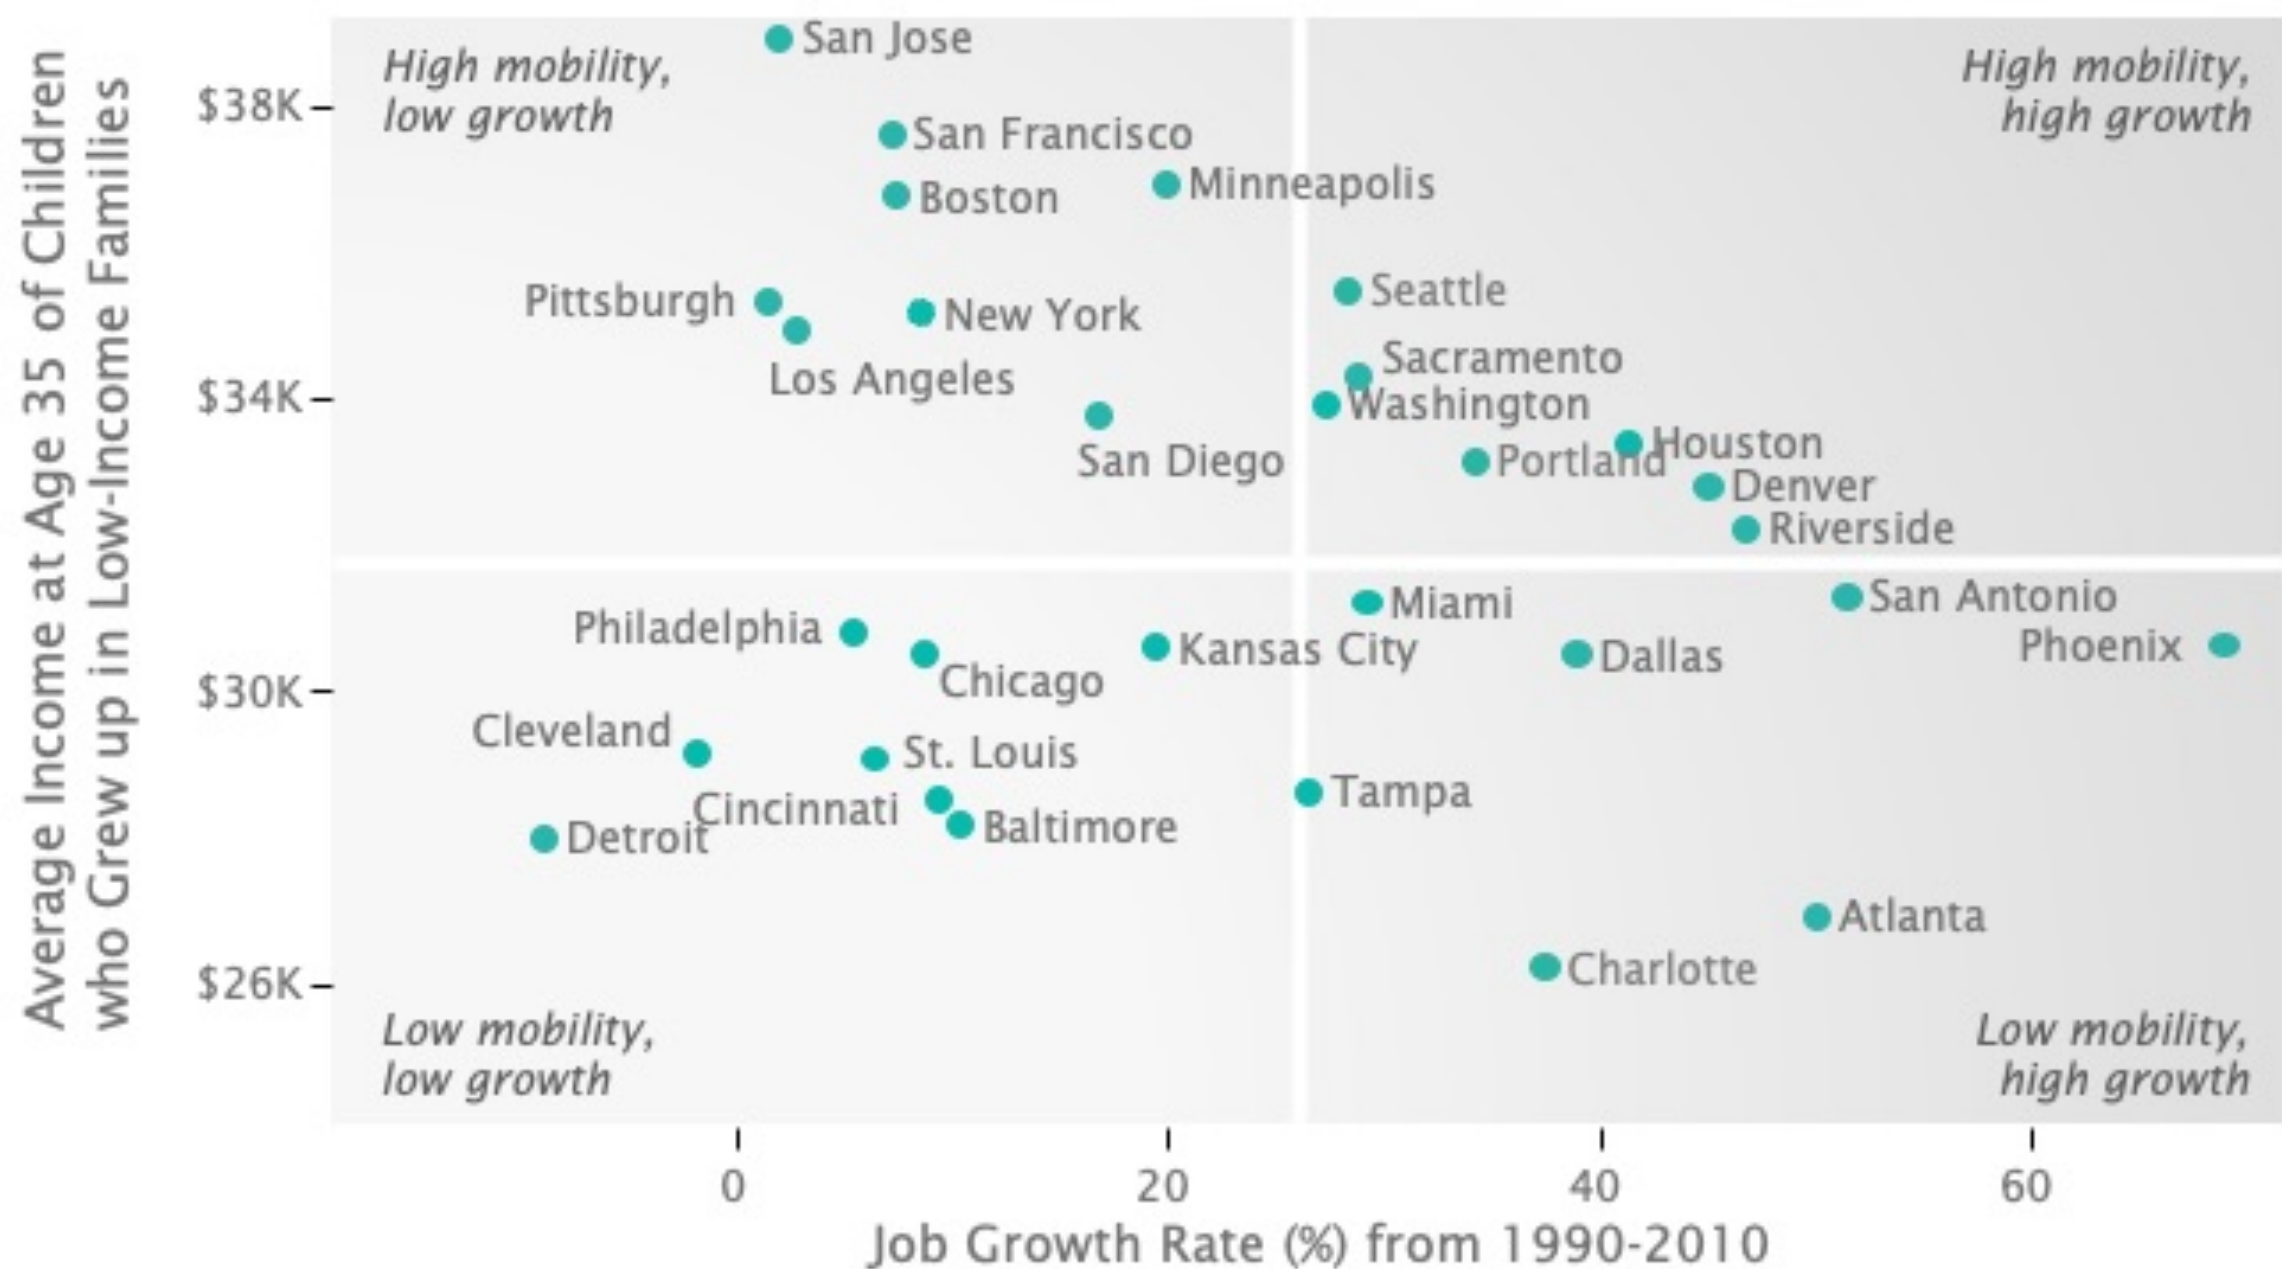 Average Income at Age 35 of Children
who Grew up in Low-Income Families
$38K
$34K
$30K
$26K
High mobility,
low growth
High mobility,
high growth
San Jose
San Francisco
Minneapolis
Boston
Seattle
Pittsburgh
New York
Sacramento
Los Angeles
Washington
Houston
San Diego
Portland
Denver
Riverside
San Antonio
Miami
Philadelphia
Phoenix
Kansas City
Dallas
Chicago
Cleveland
St. Louis
Tampa
Cincinnati
Baltimore
Detroit
Atlanta
Charlotte
Low mobility,
low growth
Low mobility,
high growth
0
20
40
60
Job Growth Rate (%) from 1990-2010